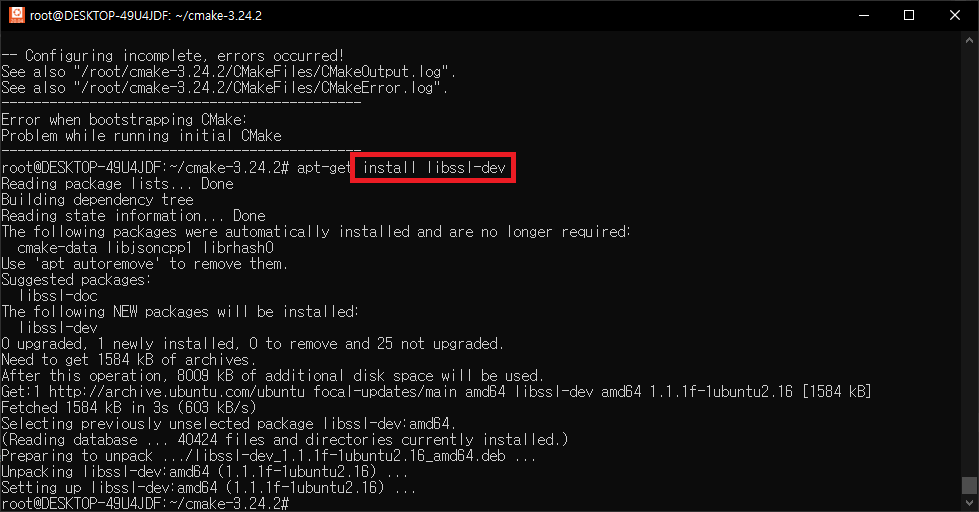 root@DESKTOP-49U4JDF: ~/cmake-3.24.2
-- Configuring incomplete, errors occurred!
See also "/root/cmake-3.24.2/CMakeFiles/CMakeOutput.log".
See also "/root/cmake-3.24.2/CMakeFiles/CMakeError.log".
---------------------------------------------
Error when bootstrapping CMake:
Problem while running initial CMake
---------------------------------------------
root@DESKTOP-49U4JDF:~/cmake-3.24.2# apt-get install libssl-dev
Reading package lists... Done
Building dependency tree
Reading state information... Done
The following packages were automatically installed and are no longer required:
  cmake-data libjsoncpp1 librhash0
Use 'apt autoremove' to remove them.
Suggested packages:
  libssl-doc
The following NEW packages will be installed:
  libssl-dev
0 upgraded, 1 newly installed, 0 to remove and 25 not upgraded.
Need to get 1584 kB of archives.
After this operation, 8009 kB of additional disk space will be used.
Get:1 http://archive.ubuntu.com/ubuntu focal-updates/main amd64 libssl-dev amd64 1.1.1f-1ubuntu2.16 [1584 kB]
Fetched 1584 kB in 3s (603 kB/s)
Selecting previously unselected package libssl-dev:amd64.
(Reading database ... 40424 files and directories currently installed.)
Preparing to unpack .../libssl-dev_1.1.1f-1ubuntu2.16_amd64.deb ...
Unpacking libssl-dev:amd64 (1.1.1f-1ubuntu2.16) ...
Setting up libssl-dev:amd64 (1.1.1f-1ubuntu2.16) ...
root@DESKTOP-49U4JDF:~/cmake-3.24.2#